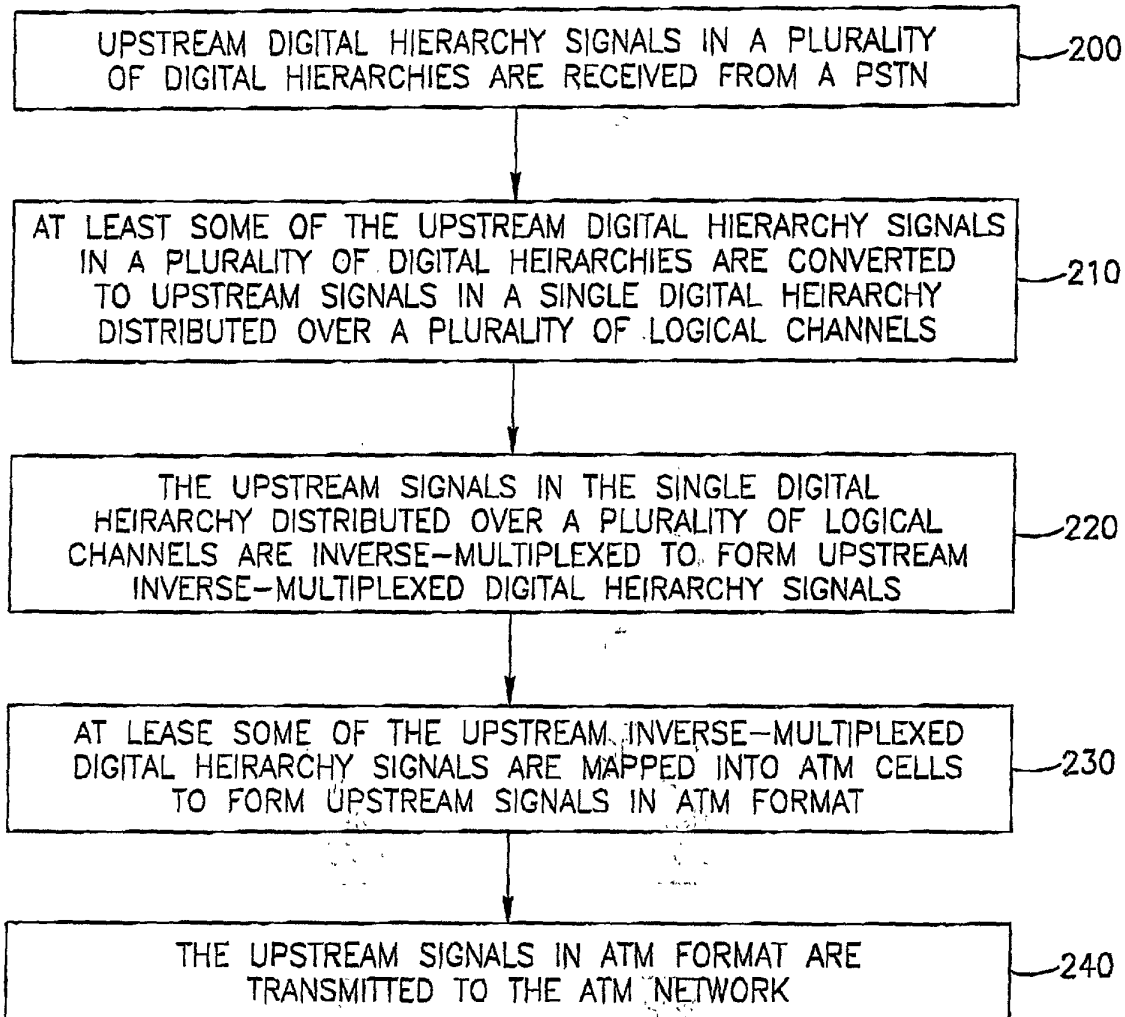 UPSTREAM DIGITAL HIERARCHY SIGNALS IN A PLURALITY
OF DIGITAL HIERARCHIES ARE RECEIVED FROM A PSTN
200
AT LEAST SOME OF THE UPSTREAM DIGITAL HIERARCHY SIGNALS
IN A PLURALITY OF DIGITAL HEIRARCHIES ARE CONVERTED
TO UPSTREAM SIGNALS IN A SINGLE DIGITAL HEIRARCHY
DISTRIBUTED OVER A PLURALITY OF LOGICAL CHANNELS
210
THE UPSTREAM SIGNALS IN THE SINGLE DIGITAL
HEIRARCHY DISTRIBUTED OVER A PLURALITY OF LOGICAL
CHANNELS ARE INVERSE-MULTIPLEXED TO FORM UPSTREAM
INVERSE-MULTIPLEXED DIGITAL HEIRARCHY SIGNALS
220
AT LEASE SOME OF THE UPSTREAM INVERSE-MULTIPLEXED
DIGITAL HEIRARCHY SIGNALS ARE MAPPED INTO ATM CELLS
TO FORM UPSTREAM SIGNALS IN ATM FORMAT
230
THE UPSTREAM SIGNALS IN ATM FORMAT ARE
TRANSMITTED TO THE ATM NETWORK
240